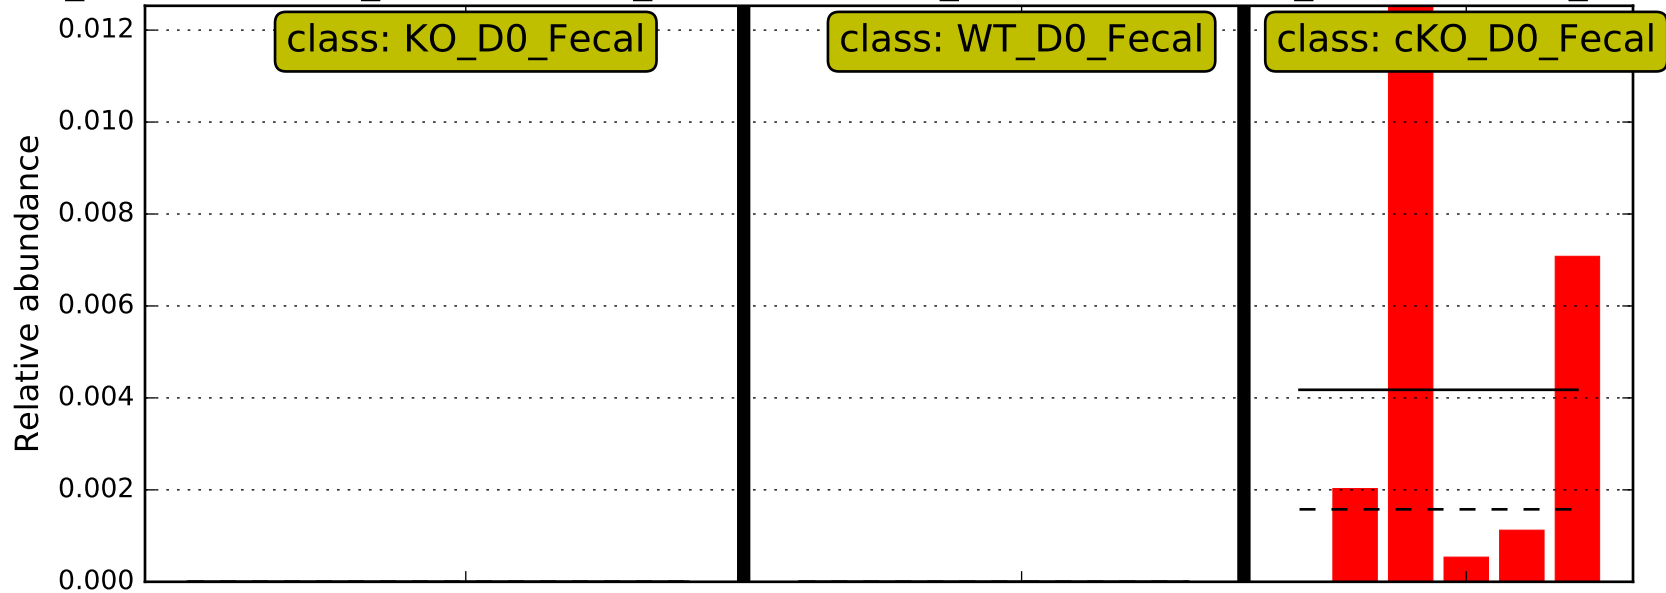 class: KO_D0_Fecal
class: WT_D0_Fecal
class: cKO_D0_Fecal
Relative abundance
0.012
0.010
0.008
0.006
0.004
0.002
0.000